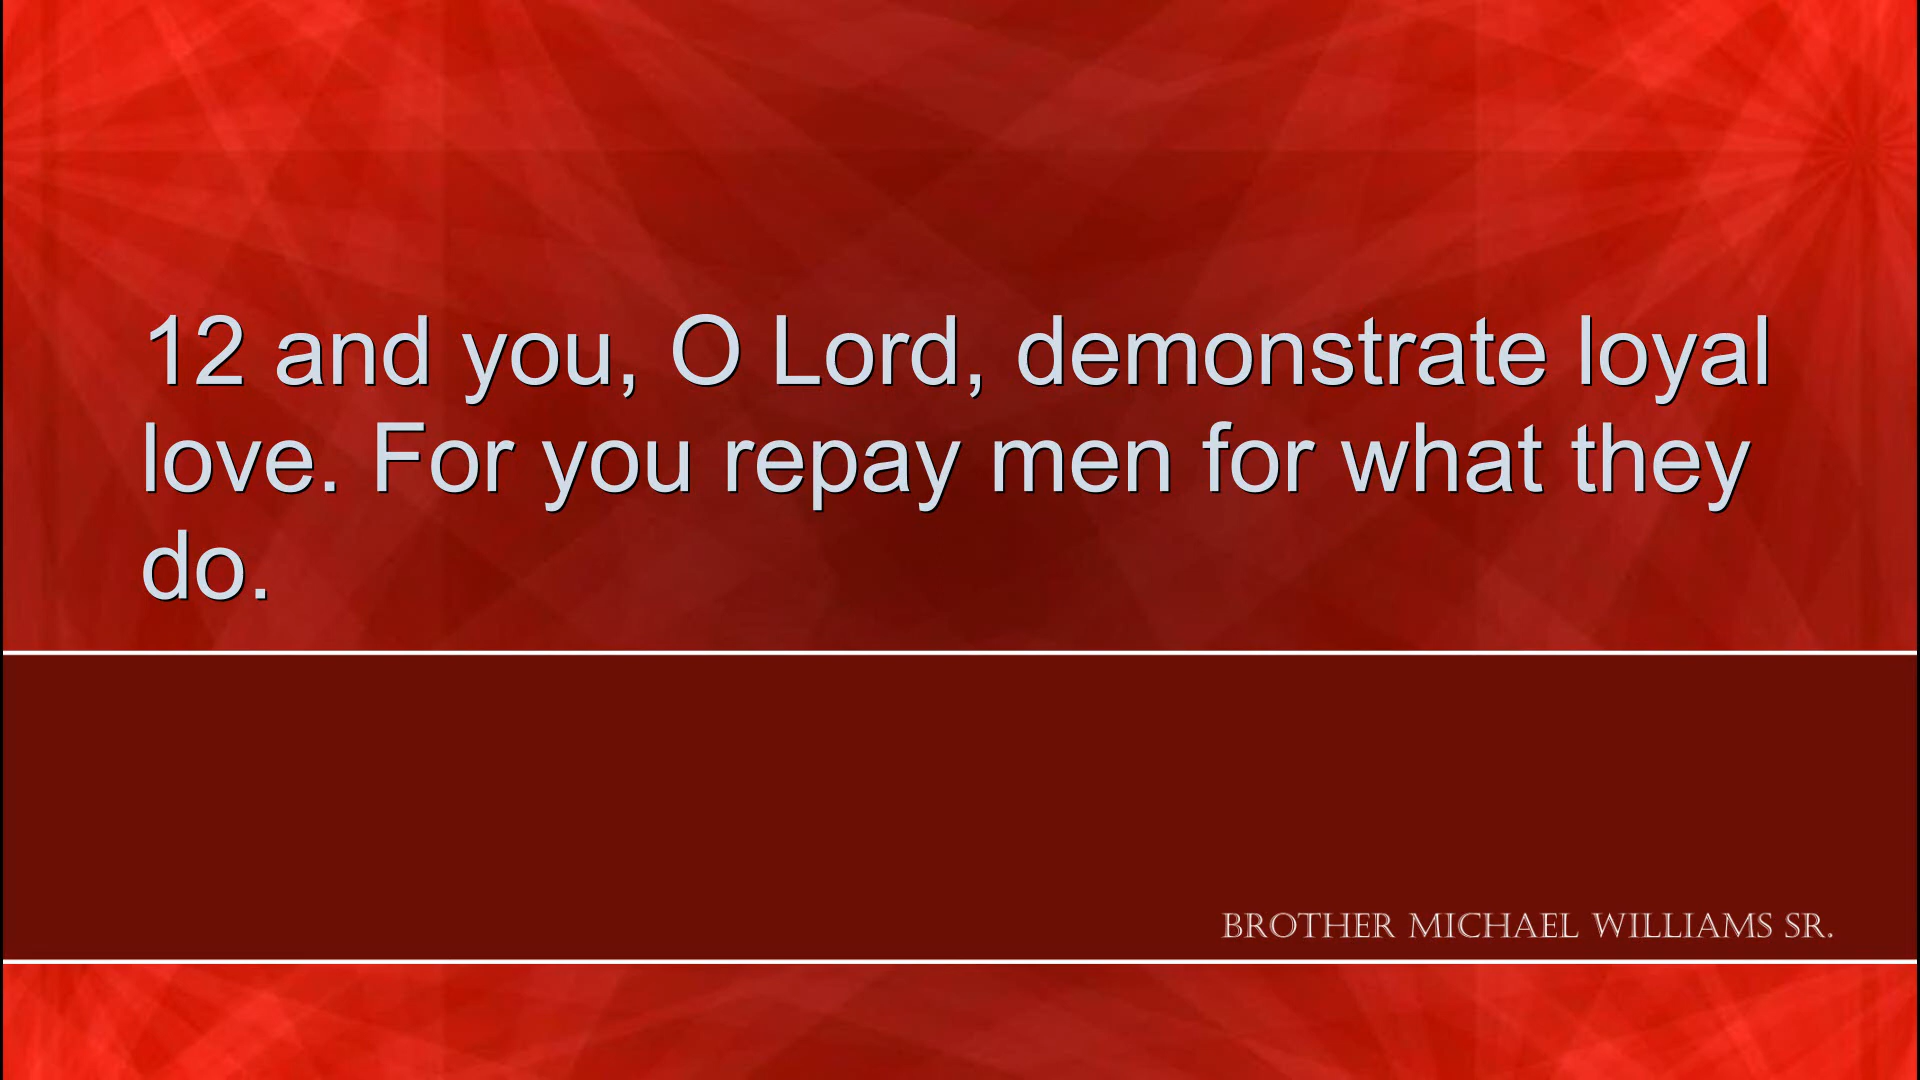 12 and you, O Lord, demonstrate loyal
love. For you repay men for what they
do.
BROTHER MICHAEL WILLIAMS SR.